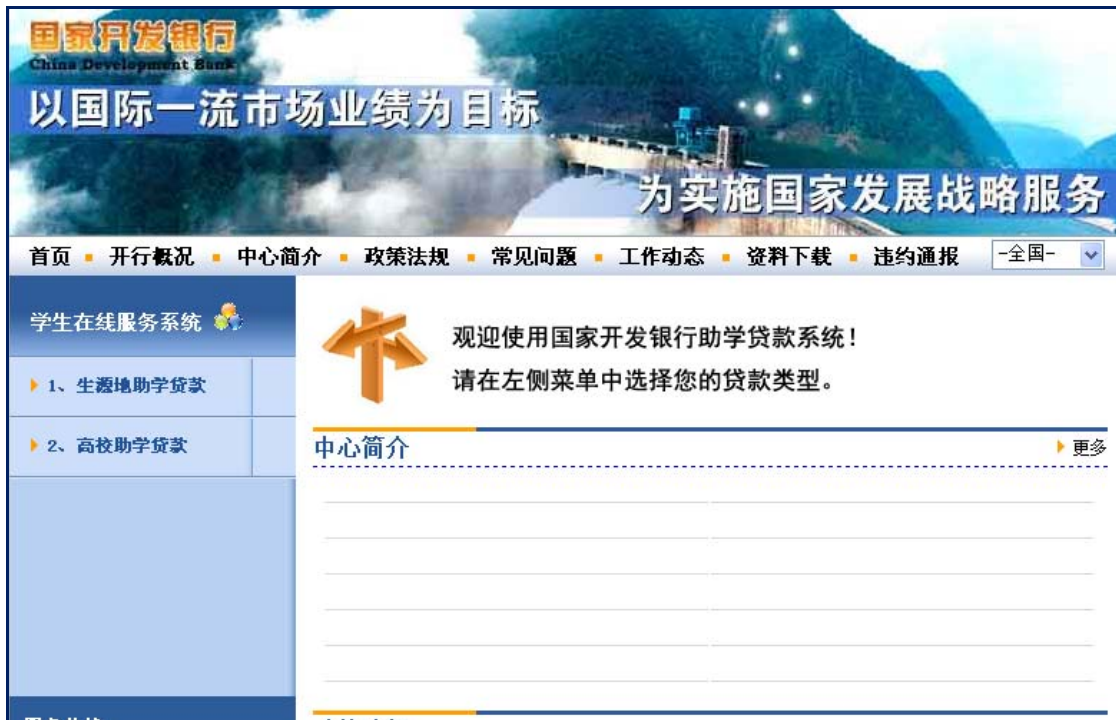 国家开发银行
China Development Bank
以国际一流市场业绩为目标
为实施国家发展战略服务
首页 开行概况 中心简介 政策法规 常见问题 工作动态 资料下载 违约通报 -全国-
学生在线服务系统
1、生源地助学贷款
2、高校助学贷款
观迎使用国家开发银行助学贷款系统!
请在左侧菜单中选择您的贷款类型。
中心简介 更多